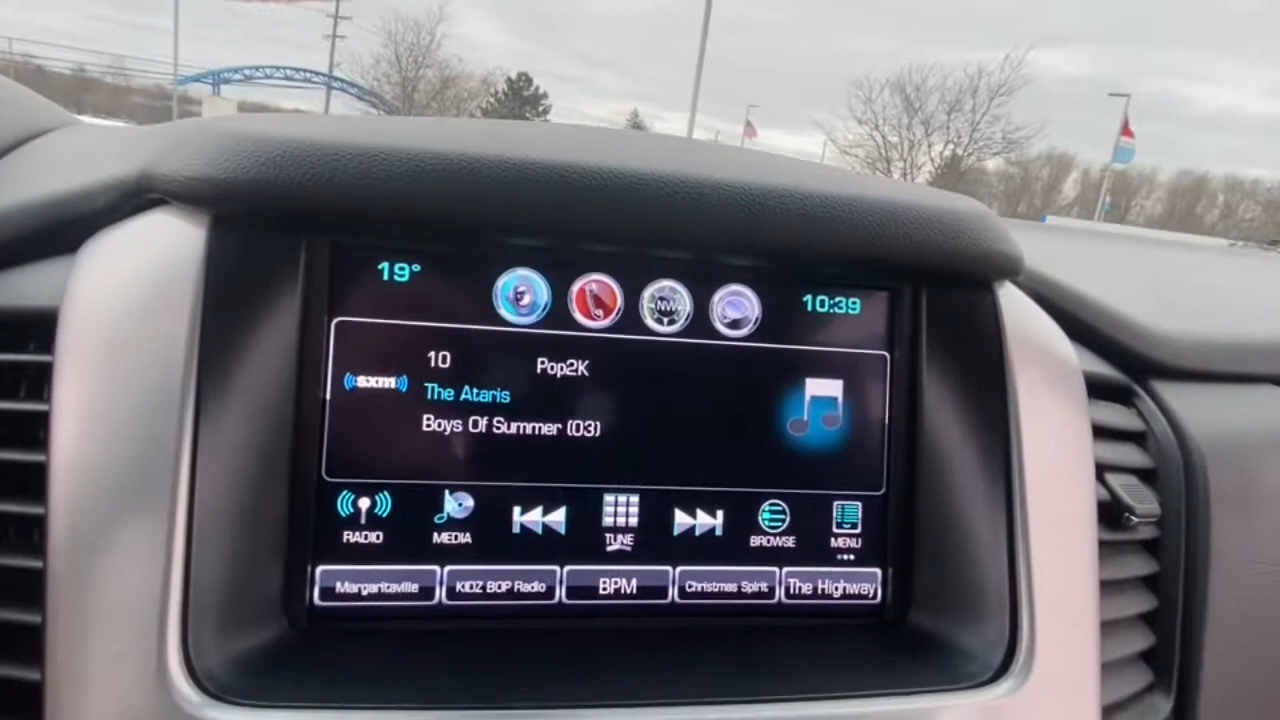 19°
NW
10:39
10 Pop2K
sxm
The Ataris
Boys Of Summer (03)
RADIO
MEDIA
TUNE
BROWSE
MENU
Margaritaville
KIDZ BOP Radio
BPM
Christmas Spirit
The Highway